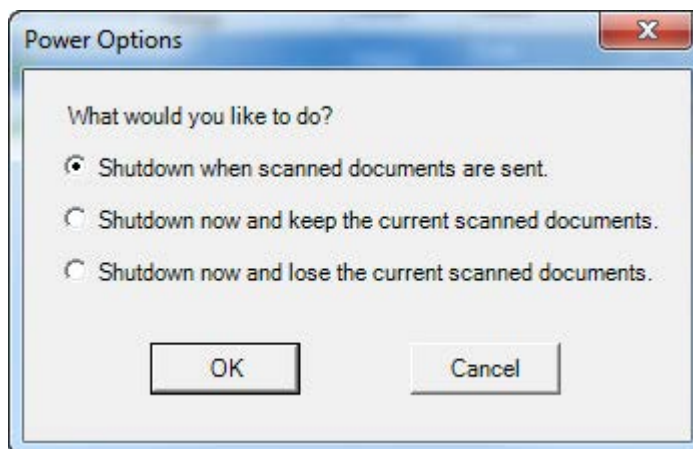 Power Options
What would you like to do?
Shutdown when scanned documents are sent.
Shutdown now and keep the current scanned documents.
Shutdown now and lose the current scanned documents.
OK
Cancel